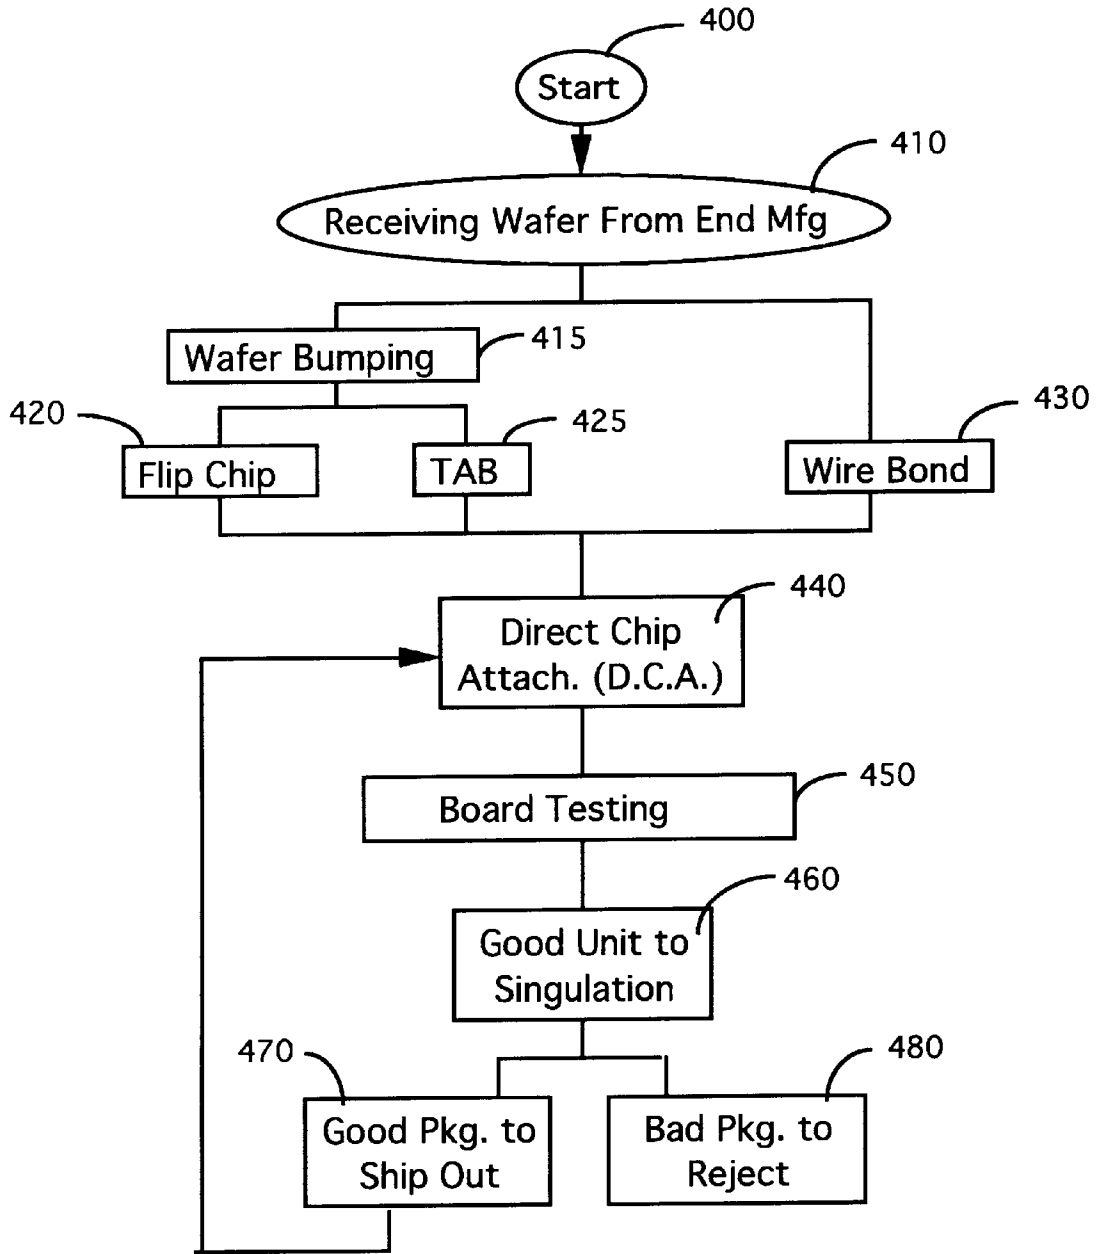 400
Start
410
Receiving Wafer From End Mfg
Wafer Bumping
415
420
425
430
Flip Chip
TAB
Wire Bond
440
Direct Chip
Attach. (D.C.A.)
450
Board Testing
460
Good Unit to
Singulation
470
480
Good Pkg. to
Ship Out
Bad Pkg. to
Reject